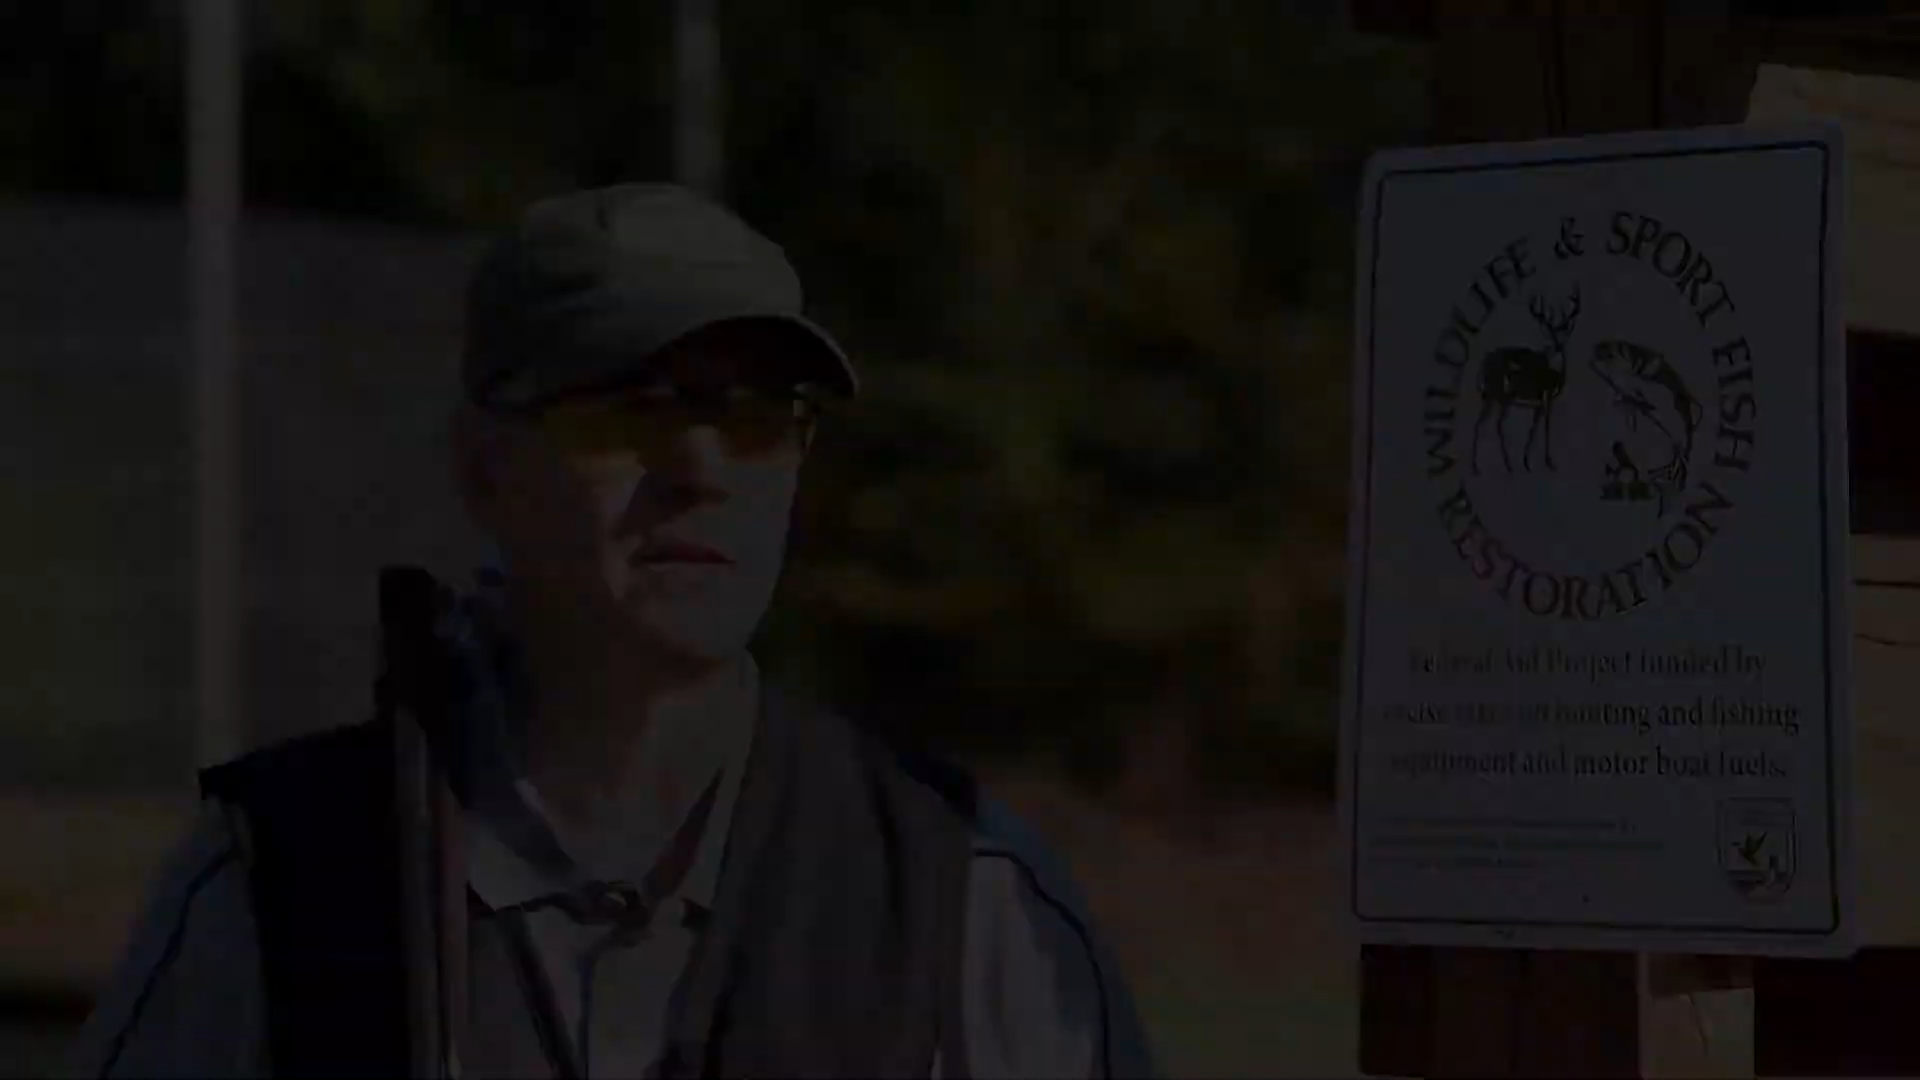 WILDLIFE & SPORT FISH
RESTORATION
Federal Aid Project funded by
excise taxes on hunting and fishing
equipment and motor boat fuels.